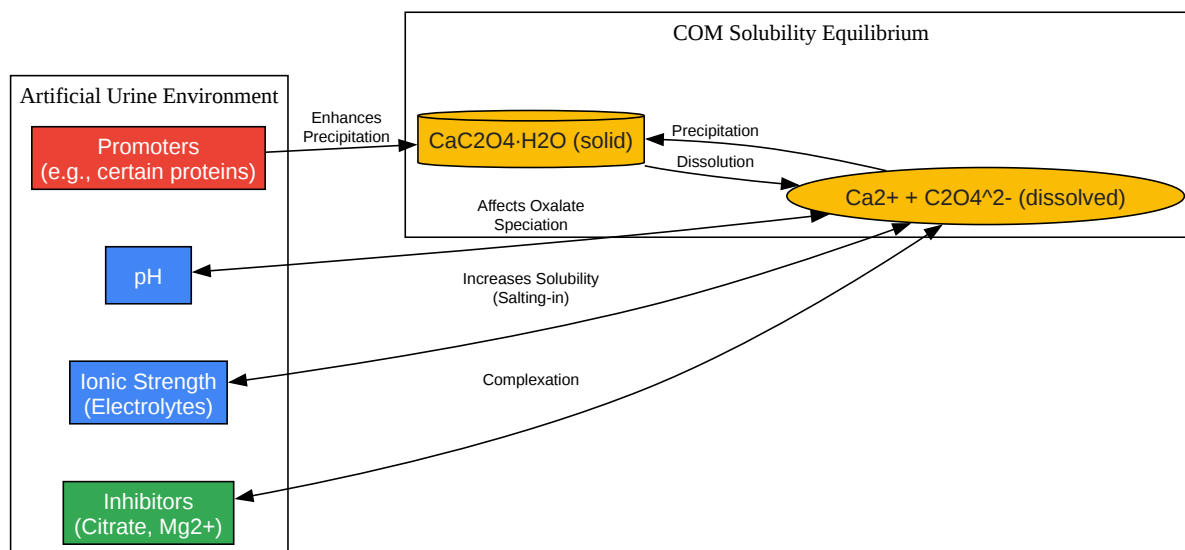 COM Solubility Equilibrium
Artificial Urine Environment
Promoters
(e.g., certain proteins)
Enhances
Precipitation
CaC2O4·H2O (solid)
Precipitation
Dissolution
Ca2+ + C2O4^2- (dissolved)
Affects Oxalate
Speciation
pH
Increases Solubility
(Salting-in)
Ionic Strength
(Electrolytes)
Complexation
Inhibitors
(Citrate, Mg2+)